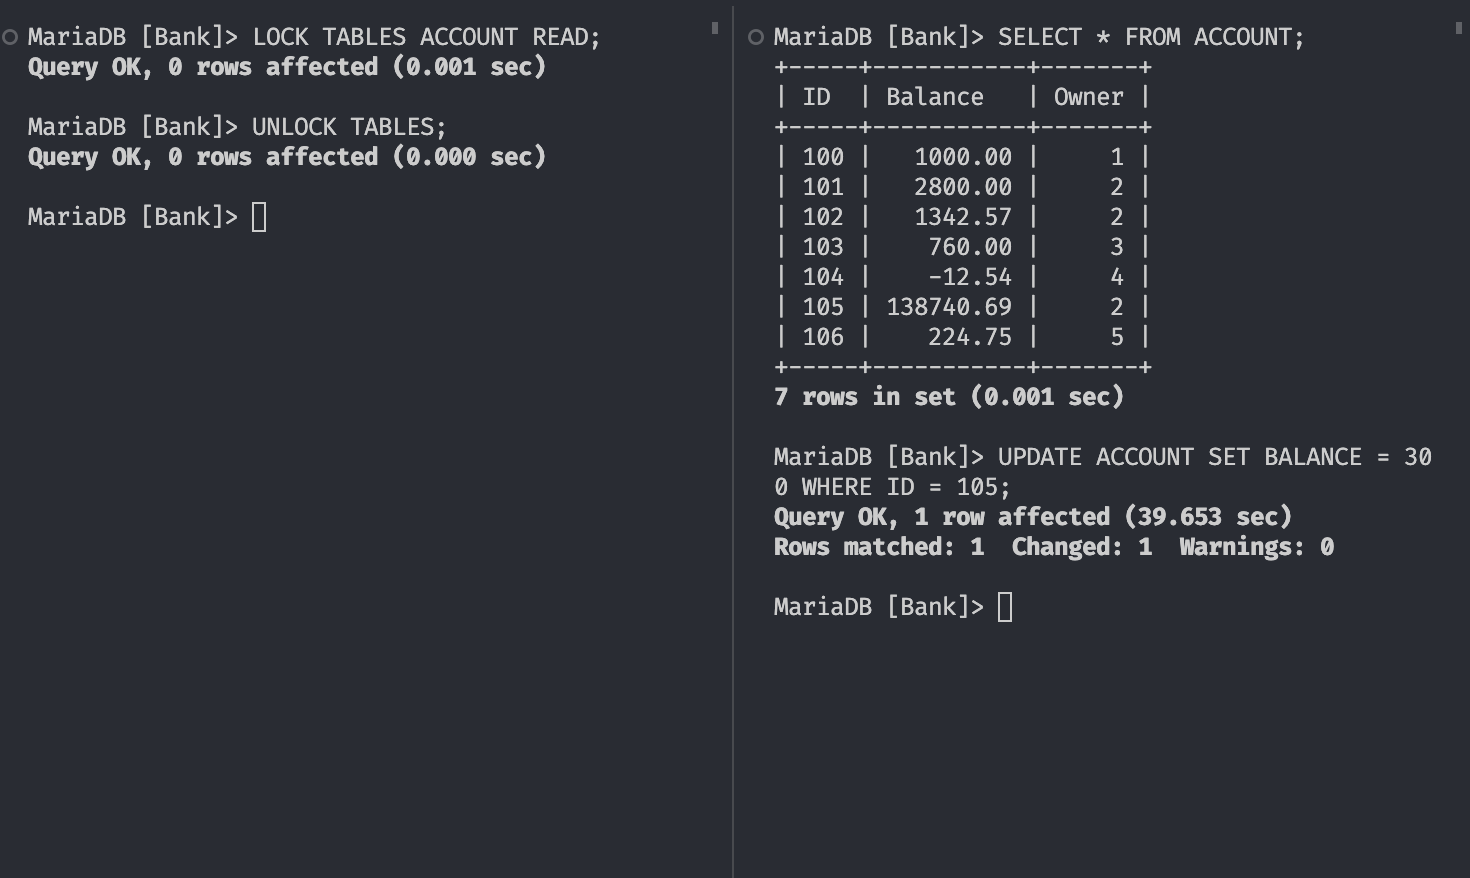 MariaDB [Bank]> LOCK TABLES ACCOUNT READ;
Query OK, 0 rows affected (0.001 sec)
MariaDB [Bank]> UNLOCK TABLES;
Query OK, 0 rows affected (0.000 sec)
MariaDB [Bank]>
MariaDB [Bank]> SELECT * FROM ACCOUNT;
+-----+-----------+-------+
| ID  | Balance   | Owner |
+-----+-----------+-------+
| 100 |   1000.00 |     1 |
| 101 |   2800.00 |     2 |
| 102 |   1342.57 |     2 |
| 103 |    760.00 |     3 |
| 104 |    -12.54 |     4 |
| 105 | 138740.69 |     2 |
| 106 |    224.75 |     5 |
+-----+-----------+-------+
7 rows in set (0.001 sec)
MariaDB [Bank]> UPDATE ACCOUNT SET BALANCE = 30
0 WHERE ID = 105;
Query OK, 1 row affected (39.653 sec)
Rows matched: 1  Changed: 1  Warnings: 0
MariaDB [Bank]>